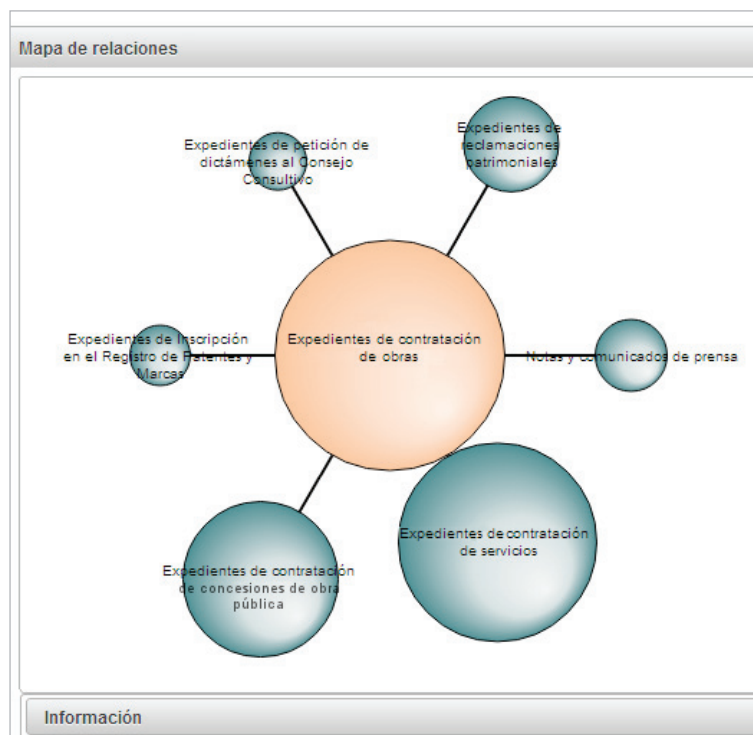 Mapa de relaciones
Expedientes de petición de
dictámenes al Consejo
Consultivo
Expedientes de
reclamaciones
patrimoniales
Expedientes de Inscripción
en el Registro de Patentes y
Marcas
Expedientes de contratación
de obras
Notas y comunicados de prensa
Expedientes de contratación
de concesiones de obra
pública
Expedientes de contratación
de servicios
Información